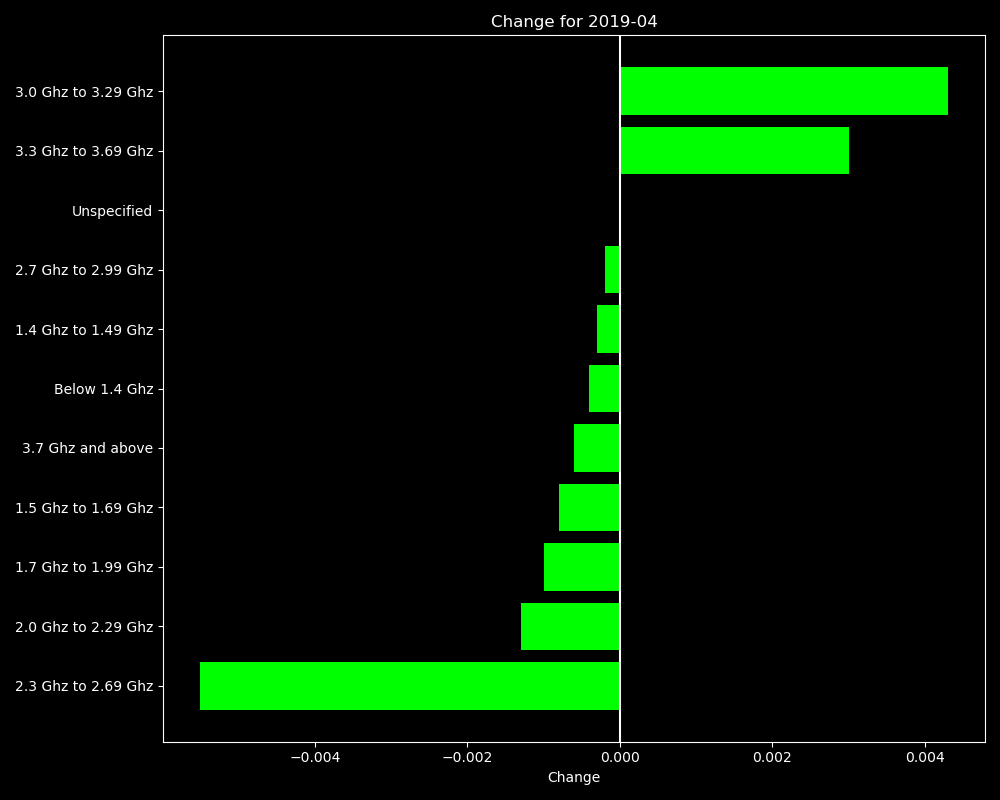 Change for 2019-04
3.0 Ghz to 3.29 Ghz
3.3 Ghz to 3.69 Ghz
Unspecified
2.7 Ghz to 2.99 Ghz
1.4 Ghz to 1.49 Ghz
Below 1.4 Ghz
3.7 Ghz and above
1.5 Ghz to 1.69 Ghz
1.7 Ghz to 1.99 Ghz
2.0 Ghz to 2.29 Ghz
2.3 Ghz to 2.69 Ghz
−0.004 −0.002 0.000 0.002 0.004
Change